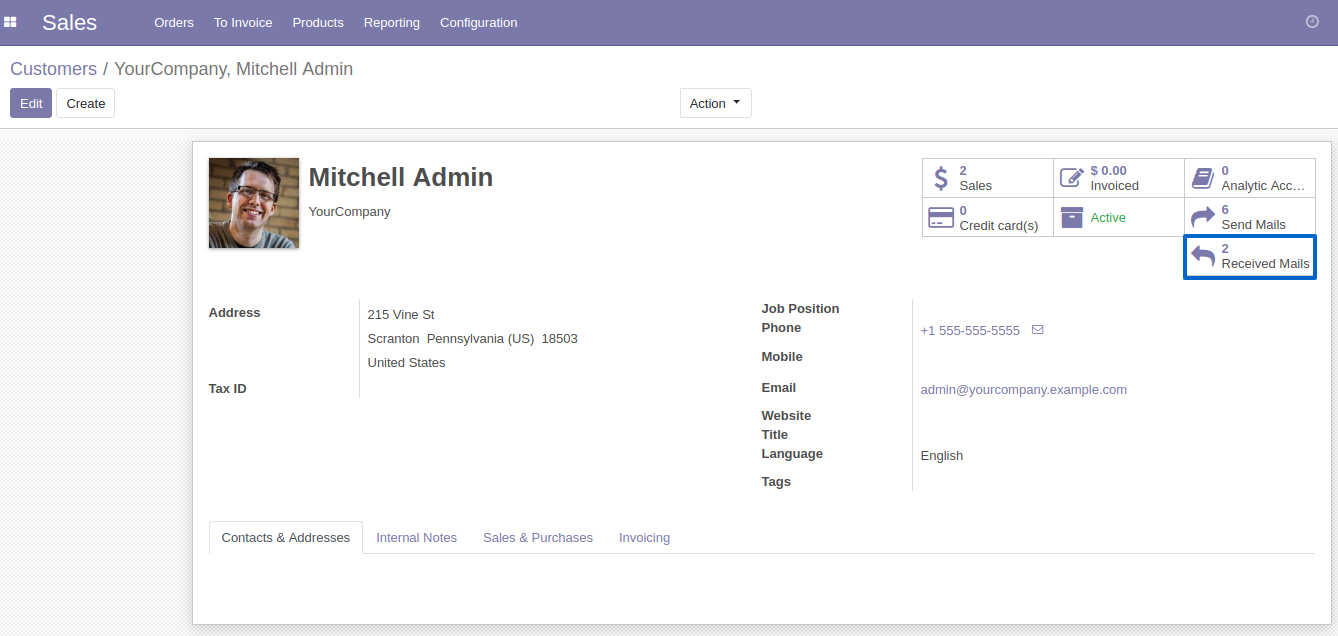 Sales Orders To Invoice Products Reporting Configuration
Customers / YourCompany, Mitchell Admin
Edit Create Action
Mitchell Admin
YourCompany
2
Sales
$ 0.00
Invoiced
0
Analytic Acc…
0
Credit card(s)
Active
6
Send Mails
2
Received Mails
Address
215 Vine St
Scranton Pennsylvania (US) 18503
United States
Tax ID
Job Position
Phone +1 555-555-5555
Mobile
Email admin@yourcompany.example.com
Website
Title
Language English
Tags
Contacts & Addresses Internal Notes Sales & Purchases Invoicing